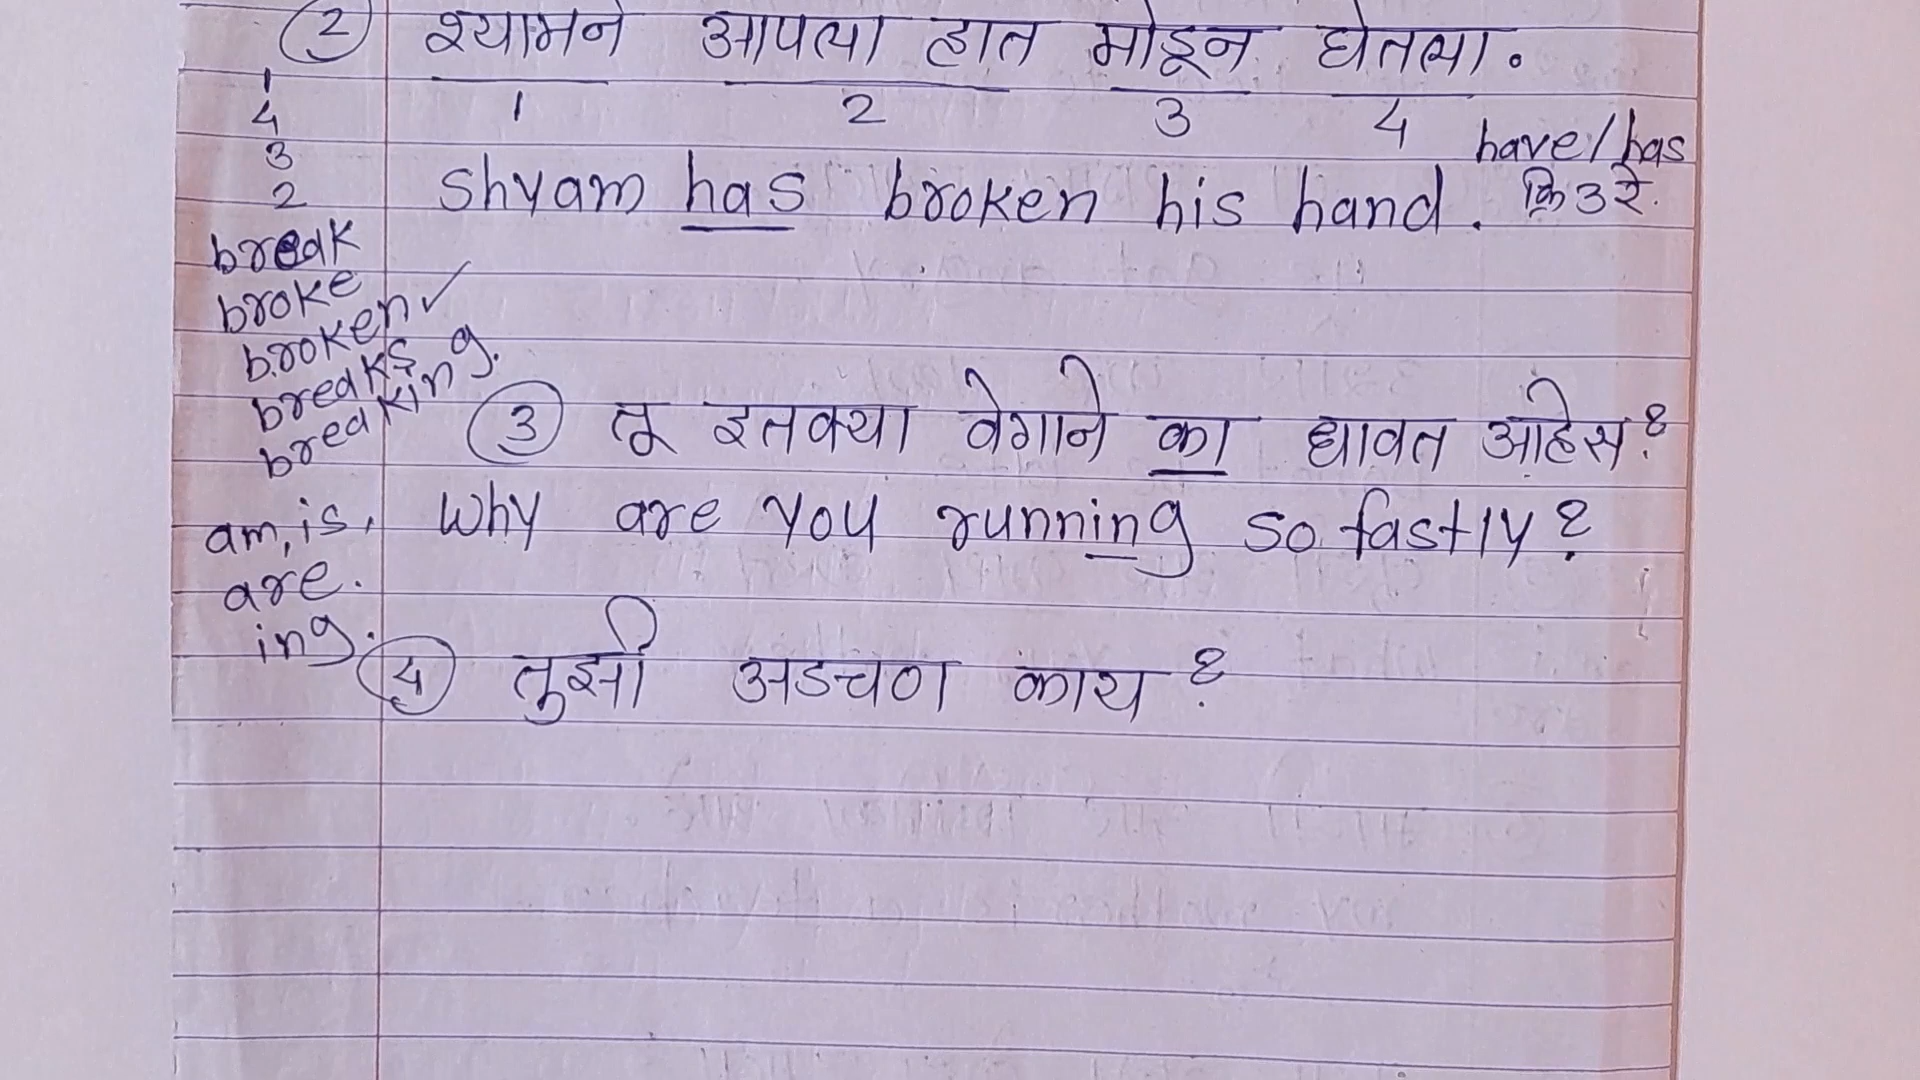 ② श्यामने आपला हात मोडून घेतला.
1 2 3 4
1
4
3
2
have/has
क्रि 3 रे.
Shyam has broken his hand.
break
broke
broken ✓
breaks
breaking.
③ तू इतक्या वेगाने का धावत आहेस?
am, is,
are.
ing.
Why are you running so fastly?
④ तुझी अडचण काय?